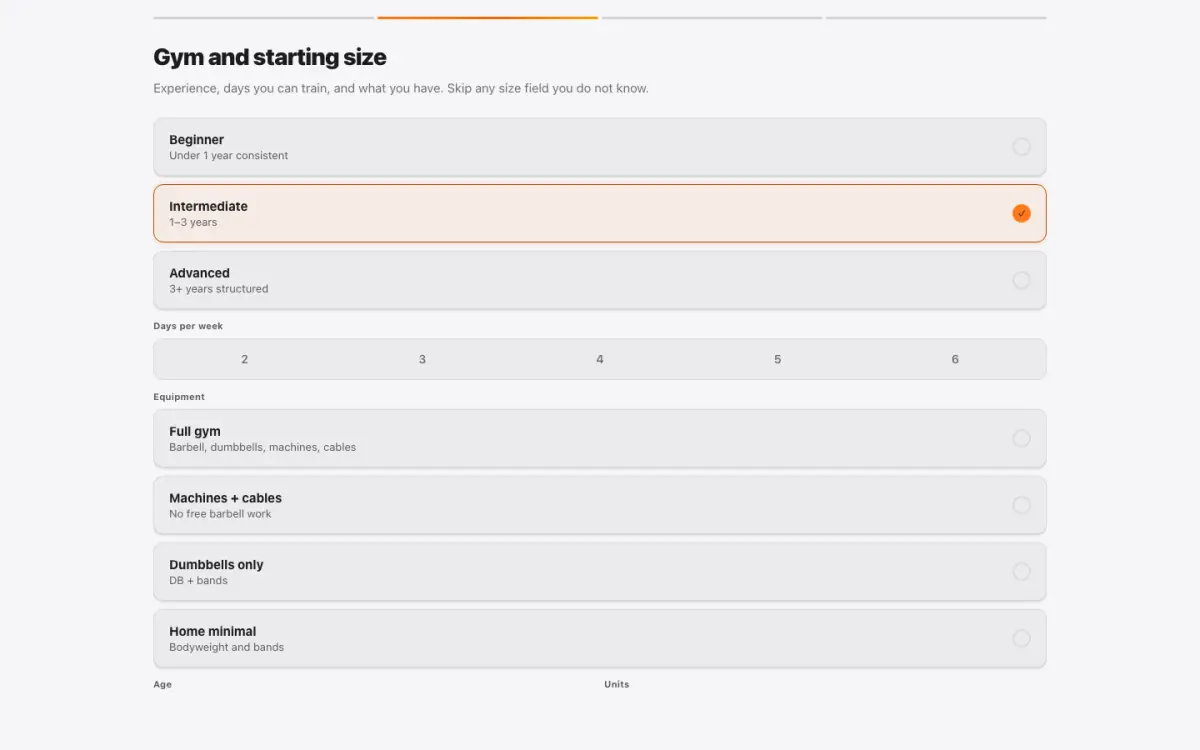 Gym and starting size
Experience, days you can train, and what you have. Skip any size field you do not know.
Beginner
Under 1 year consistent
Intermediate
1–3 years
Advanced
3+ years structured
Days per week
2 3 4 5 6
Equipment
Full gym
Barbell, dumbbells, machines, cables
Machines + cables
No free barbell work
Dumbbells only
DB + bands
Home minimal
Bodyweight and bands
Age Units